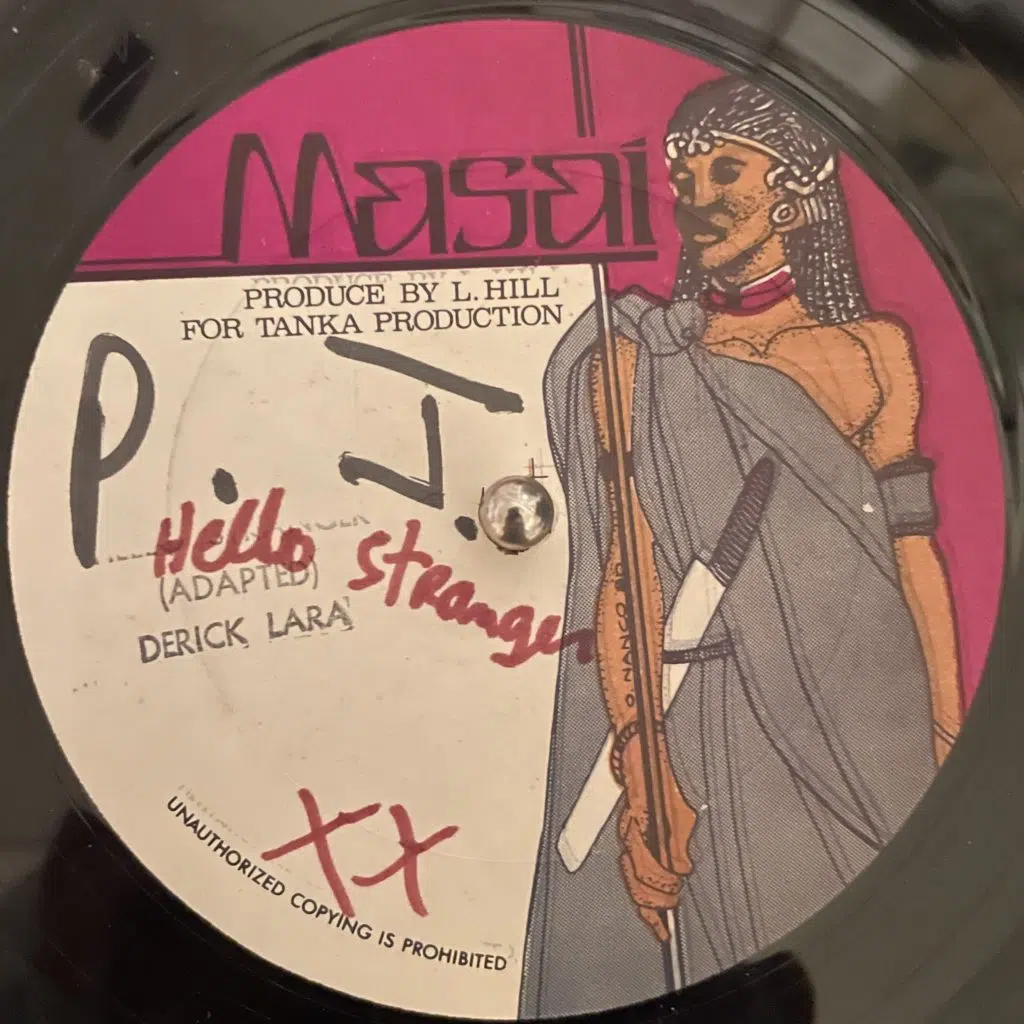 Masai
PRODUCE BY L. HILL
FOR TANKA PRODUCTION
P. J.
Hello Stranger
(ADAPTED)
DERICK LARA
XX
UNAUTHORIZED COPYING IS PROHIBITED